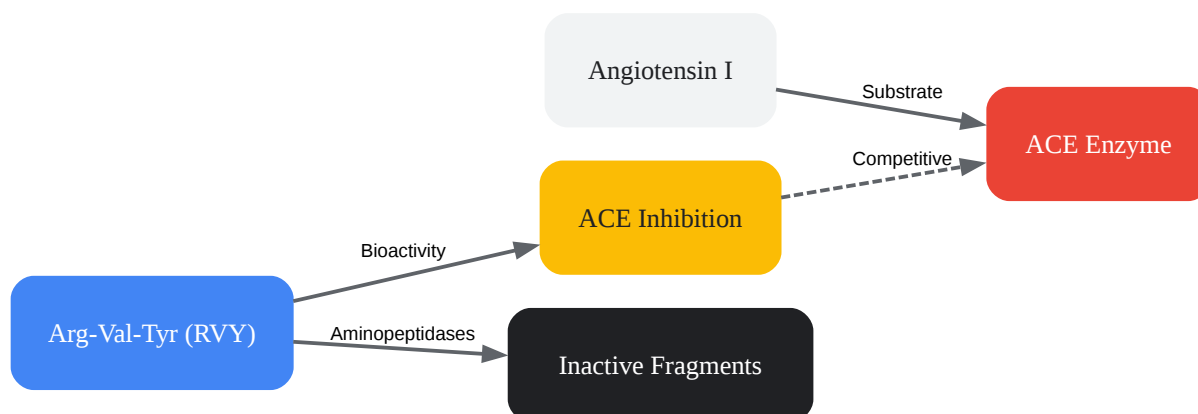 Angiotensin I
Substrate
ACE Enzyme
Competitive
ACE Inhibition
Bioactivity
Arg-Val-Tyr (RVY)
Aminopeptidases
Inactive Fragments